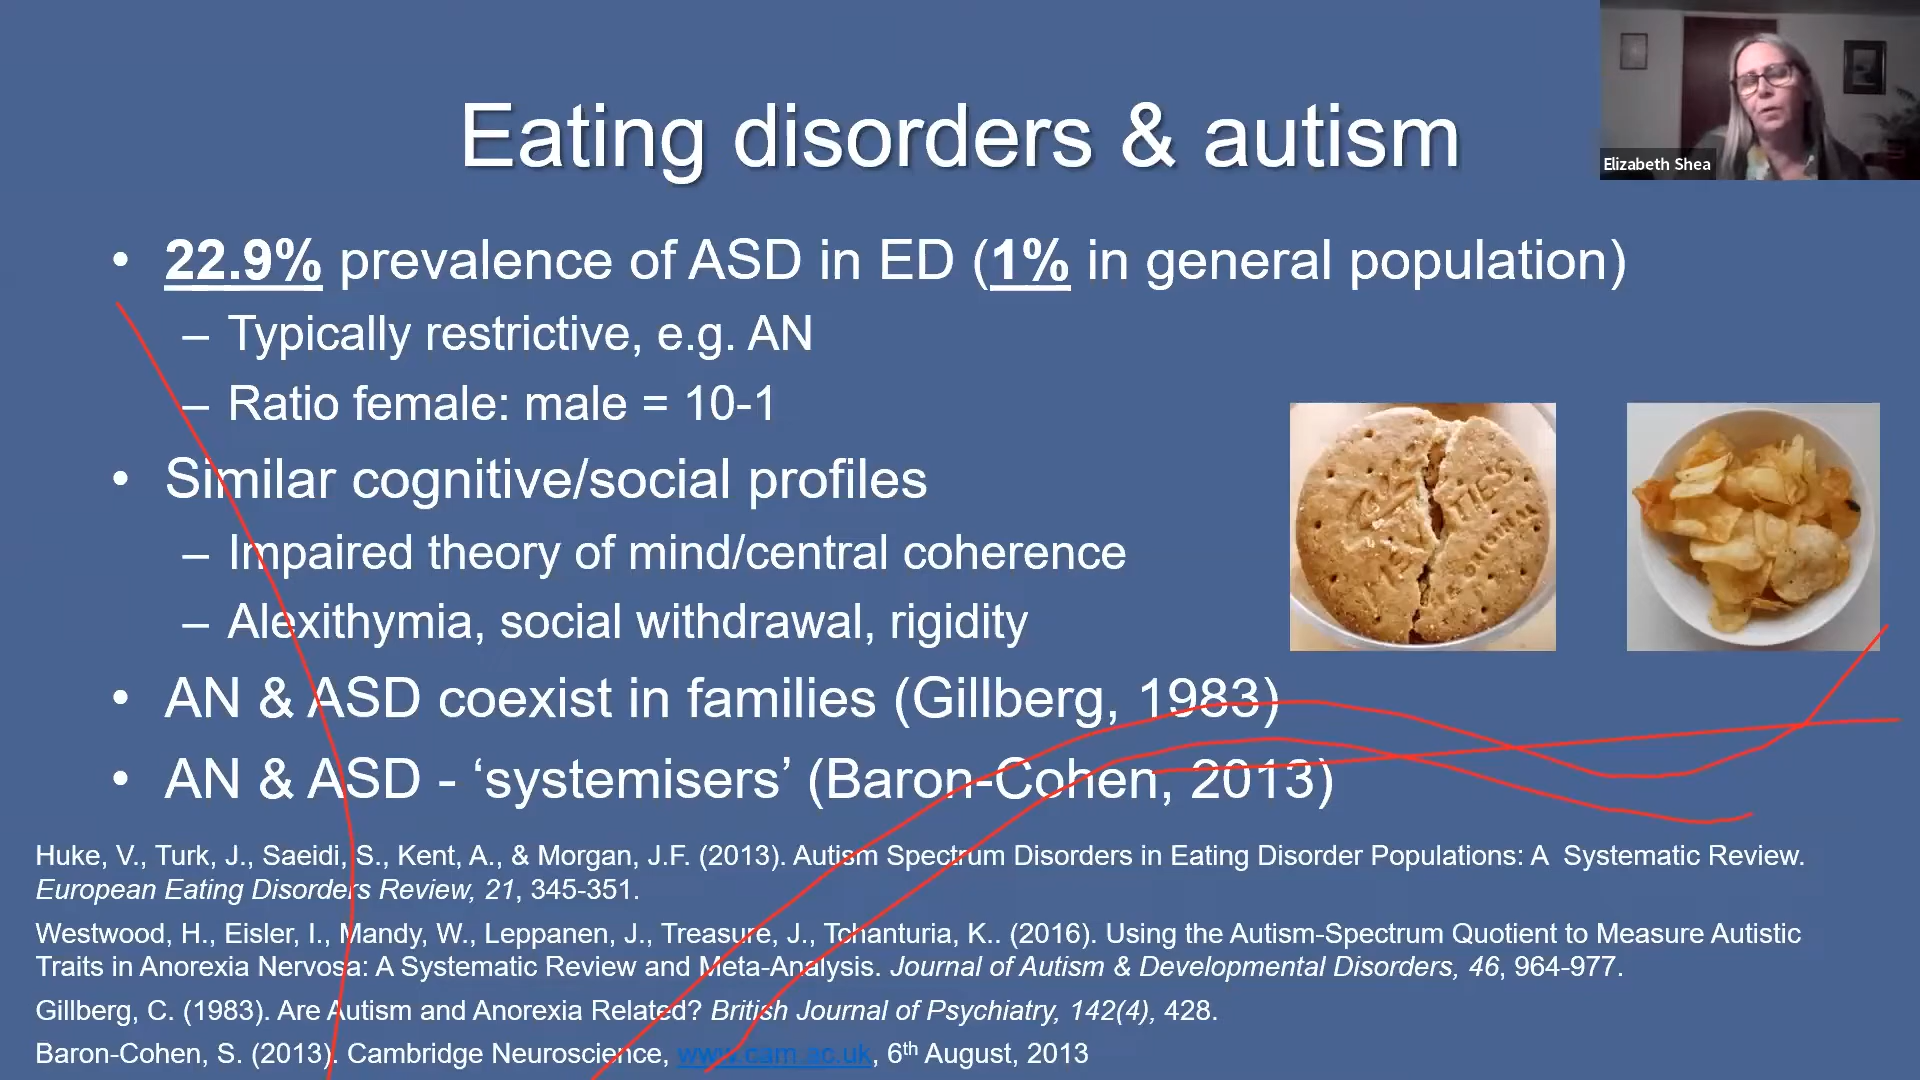 Eating disorders & autism
Elizabeth Shea
• 22.9% prevalence of ASD in ED (1% in general population)
– Typically restrictive, e.g. AN
– Ratio female: male = 10-1
• Similar cognitive/social profiles
– Impaired theory of mind/central coherence
– Alexithymia, social withdrawal, rigidity
• AN & ASD coexist in families (Gillberg, 1983)
• AN & ASD - ‘systemisers’ (Baron-Cohen, 2013)
Huke, V., Turk, J., Saeidi, S., Kent, A., & Morgan, J.F. (2013). Autism Spectrum Disorders in Eating Disorder Populations: A Systematic Review.
European Eating Disorders Review, 21, 345-351.
Westwood, H., Eisler, I., Mandy, W., Leppanen, J., Treasure, J., Tchanturia, K.. (2016). Using the Autism-Spectrum Quotient to Measure Autistic
Traits in Anorexia Nervosa: A Systematic Review and Meta-Analysis. Journal of Autism & Developmental Disorders, 46, 964-977.
Gillberg, C. (1983). Are Autism and Anorexia Related? British Journal of Psychiatry, 142(4), 428.
Baron-Cohen, S. (2013). Cambridge Neuroscience, www.cam.ac.uk, 6th August, 2013